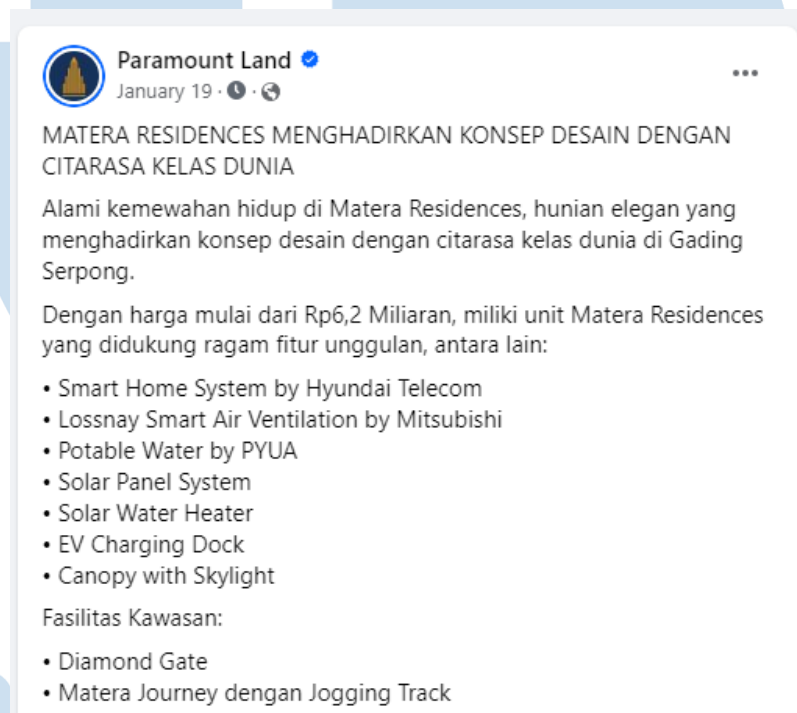 Paramount Land
January 19 ·
MATERA RESIDENCES MENGHADIRKAN KONSEP DESAIN DENGAN
CITARASA KELAS DUNIA
Alami kemewahan hidup di Matera Residences, hunian elegan yang
menghadirkan konsep desain dengan citarasa kelas dunia di Gading
Serpong.
Dengan harga mulai dari Rp6,2 Miliaran, miliki unit Matera Residences
yang didukung ragam fitur unggulan, antara lain:
• Smart Home System by Hyundai Telecom
• Lossnay Smart Air Ventilation by Mitsubishi
• Potable Water by PYUA
• Solar Panel System
• Solar Water Heater
• EV Charging Dock
• Canopy with Skylight
Fasilitas Kawasan:
• Diamond Gate
• Matera Journey dengan Jogging Track